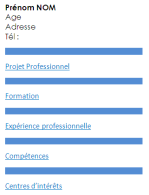 Prénom NOM
Age
Adresse
Tél :
Projet Professionnel
Formation
Expérience professionnelle
Compétences
Centres d'intérêts